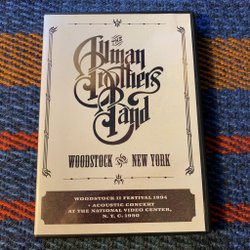 THE
Allman
Brothers
Band
WOODSTOCK AND NEW YORK
WOODSTOCK II FESTIVAL 1994
+ ACOUSTIC CONCERT
AT THE NATIONAL VIDEO CENTER,
N.Y.C. 1990